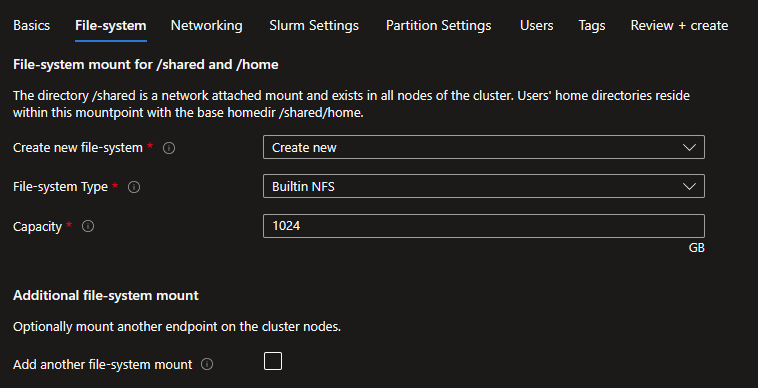 Basics File-system Networking Slurm Settings Partition Settings Users Tags Review + create
File-system mount for /shared and /home
The directory /shared is a network attached mount and exists in all nodes of the cluster. Users' home directories reside
within this mountpoint with the base homedir /shared/home.
Create new file-system * Create new
File-system Type * Builtin NFS
Capacity * 1024
GB
Additional file-system mount
Optionally mount another endpoint on the cluster nodes.
Add another file-system mount